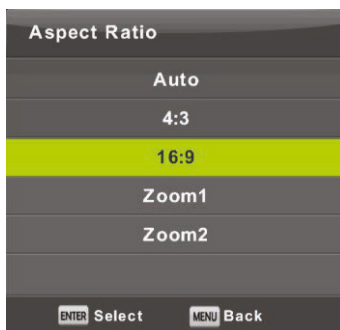 Aspect Ratio
Auto
4:3
16:9
Zoom1
Zoom2
ENTER Select MENU Back